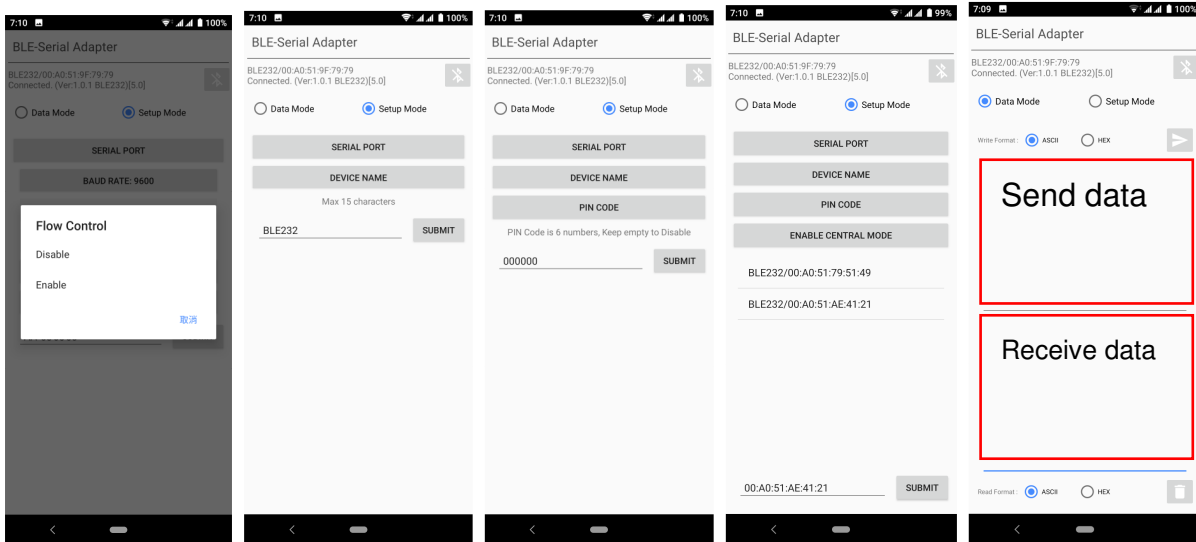 7:10 100%
BLE-Serial Adapter
BLE232/00:A0:51:9F:79:79
Connected. (Ver:1.0.1 BLE232)[5.0]
Data Mode Setup Mode
SERIAL PORT
BAUD RATE: 9600
Flow Control
Disable
Enable
取消
7:10 100%
BLE-Serial Adapter
BLE232/00:A0:51:9F:79:79
Connected. (Ver:1.0.1 BLE232)[5.0]
Data Mode Setup Mode
SERIAL PORT
DEVICE NAME
Max 15 characters
BLE232 SUBMIT
7:10 100%
BLE-Serial Adapter
BLE232/00:A0:51:9F:79:79
Connected. (Ver:1.0.1 BLE232)[5.0]
Data Mode Setup Mode
SERIAL PORT
DEVICE NAME
PIN CODE
PIN Code is 6 numbers, Keep empty to Disable
000000 SUBMIT
7:10 99%
BLE-Serial Adapter
BLE232/00:A0:51:9F:79:79
Connected. (Ver:1.0.1 BLE232)[5.0]
Data Mode Setup Mode
SERIAL PORT
DEVICE NAME
PIN CODE
ENABLE CENTRAL MODE
BLE232/00:A0:51:79:51:49
BLE232/00:A0:51:AE:41:21
00:A0:51:AE:41:21 SUBMIT
7:09 100%
BLE-Serial Adapter
BLE232/00:A0:51:9F:79:79
Connected. (Ver:1.0.1 BLE232)[5.0]
Data Mode Setup Mode
Write Format : ASCII HEX
Send data
Receive data
Read Format : ASCII HEX